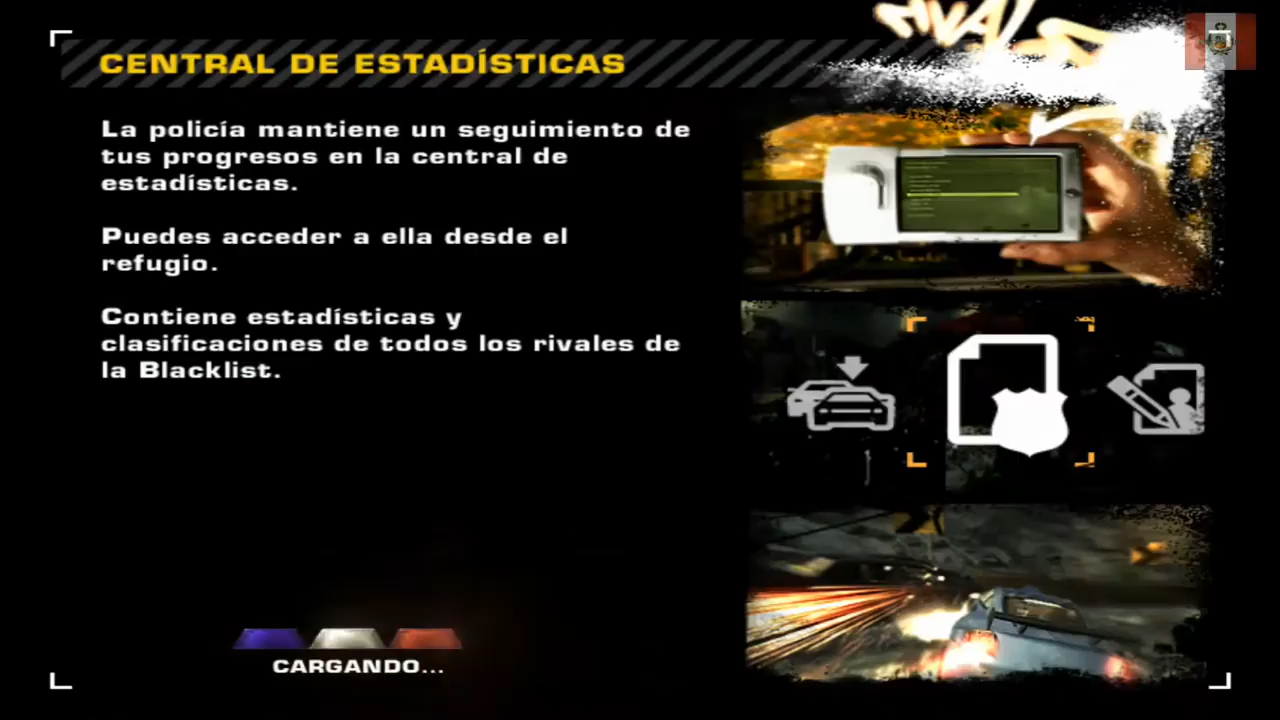 CENTRAL DE ESTADÍSTICAS
La policía mantiene un seguimiento de
tus progresos en la central de
estadísticas.
Puedes acceder a ella desde el
refugio.
Contiene estadísticas y
clasificaciones de todos los rivales de
la Blacklist.
CARGANDO...